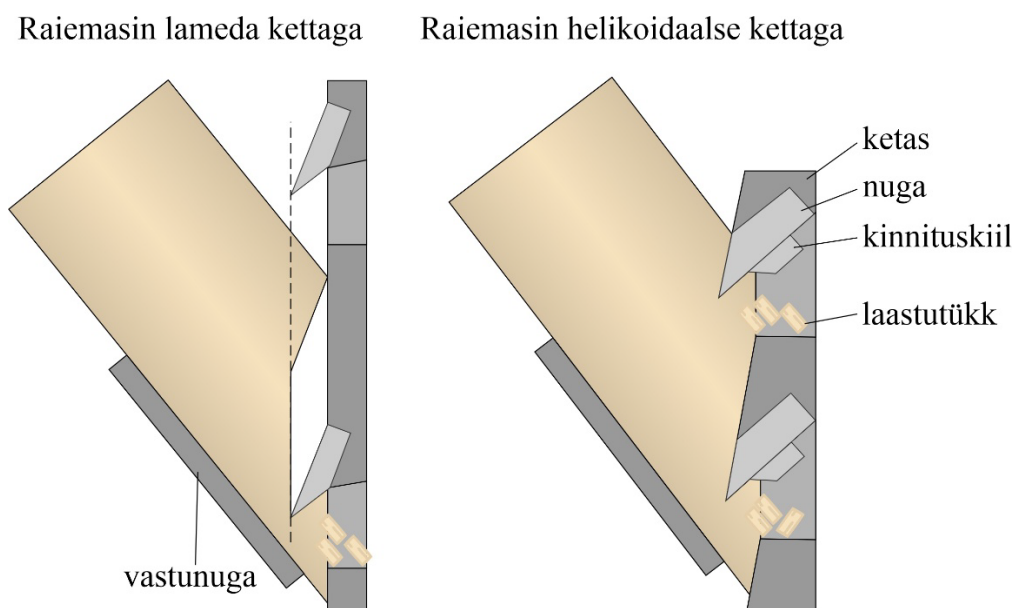 Raiemasin lameda kettaga
Raiemasin helikoidaalse kettaga
ketas
nuga
kinnituskiil
laastutükk
vastunuga